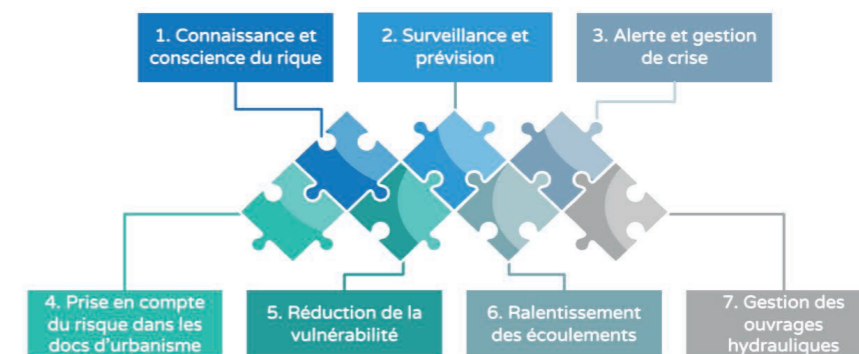 1. Connaissance et
conscience du rique
2. Surveillance et
prévision
3. Alerte et gestion
de crise
4. Prise en compte
du risque dans les
docs d'urbanisme
5. Réduction de la
vulnérabilité
6. Ralentissement
des écoulements
7. Gestion des
ouvrages
hydrauliques